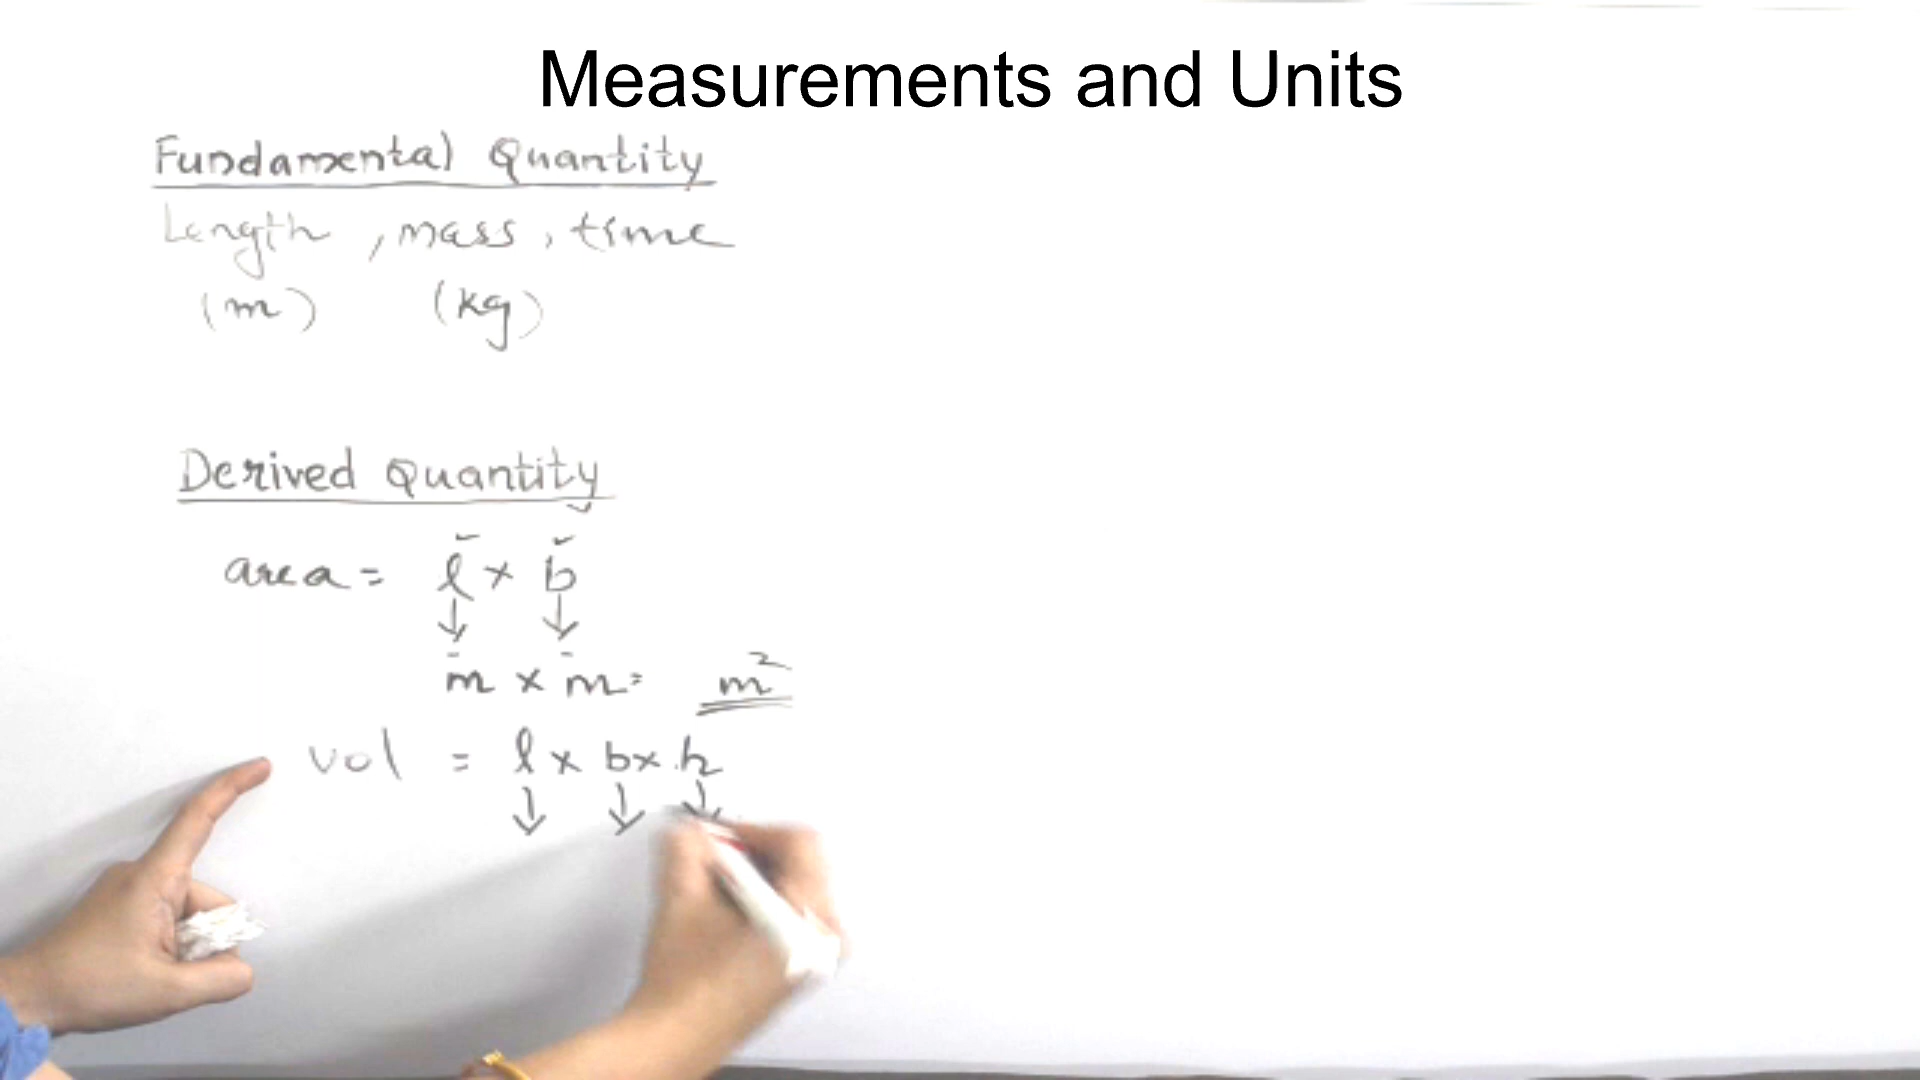 Measurements and Units
Fundamental Quantity
Length, mass, time
(m) (kg)
Derived Quantity
area = l x b
↓ ↓
m x m = m²
vol = l x b x h
↓ ↓ ↓